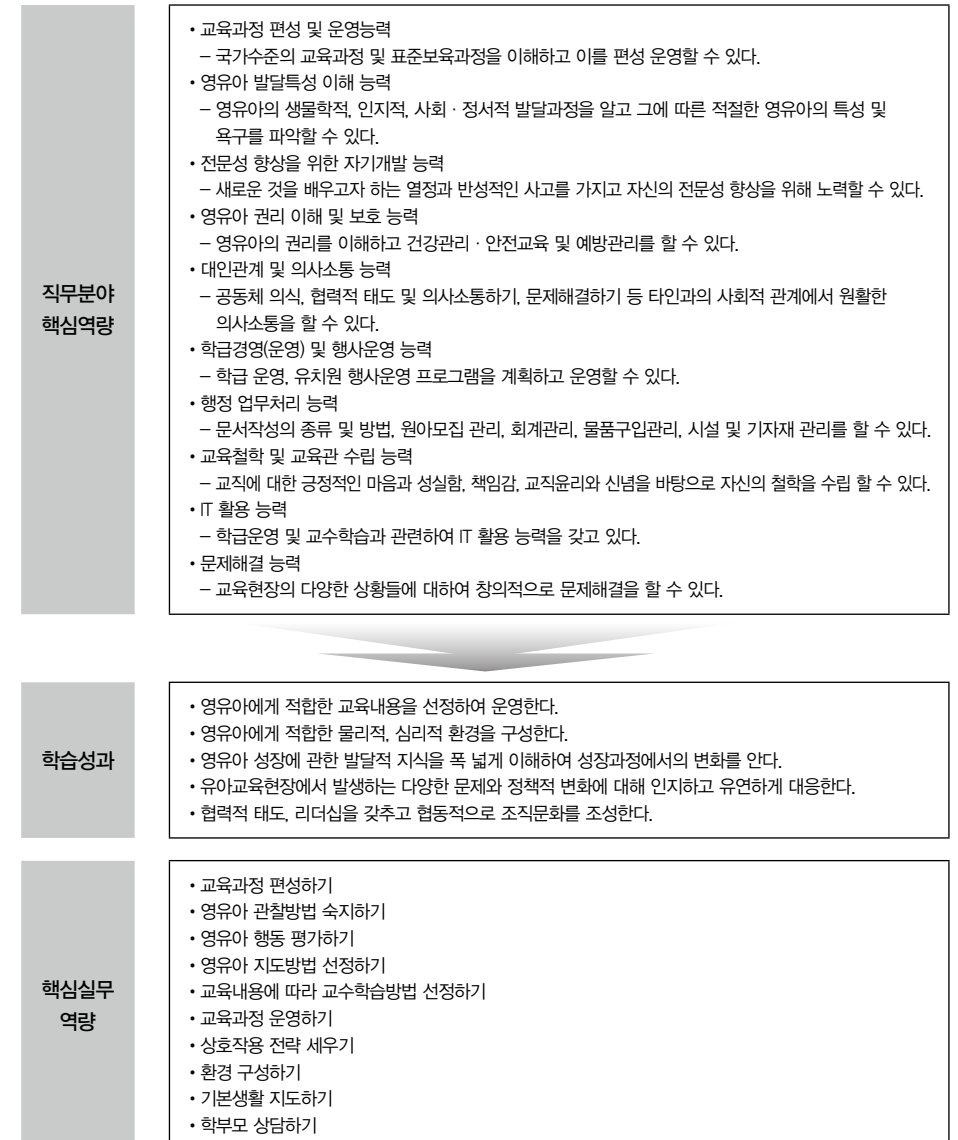 직무분야
핵심역량
• 교육과정 편성 및 운영능력
– 국가수준의 교육과정 및 표준보육과정을 이해하고 이를 편성 운영할 수 있다.
• 영유아 발달특성 이해 능력
– 영유아의 생물학적, 인지적, 사회 · 정서적 발달과정을 알고 그에 따른 적절한 영유아의 특성 및
욕구를 파악할 수 있다.
• 전문성 향상을 위한 자기개발 능력
– 새로운 것을 배우고자 하는 열정과 반성적인 사고를 가지고 자신의 전문성 향상을 위해 노력할 수 있다.
• 영유아 권리 이해 및 보호 능력
– 영유아의 권리를 이해하고 건강관리 · 안전교육 및 예방관리를 할 수 있다.
• 대인관계 및 의사소통 능력
– 공동체 의식, 협력적 태도 및 의사소통하기, 문제해결하기 등 타인과의 사회적 관계에서 원활한
의사소통을 할 수 있다.
• 학급경영(운영) 및 행사운영 능력
– 학급 운영, 유치원 행사운영 프로그램을 계획하고 운영할 수 있다.
• 행정 업무처리 능력
– 문서작성의 종류 및 방법, 원아모집 관리, 회계관리, 물품구입관리, 시설 및 기자재 관리를 할 수 있다.
• 교육철학 및 교육관 수립 능력
– 교직에 대한 긍정적인 마음과 성실함, 책임감, 교직윤리와 신념을 바탕으로 자신의 철학을 수립 할 수 있다.
• IT 활용 능력
– 학급운영 및 교수학습과 관련하여 IT 활용 능력을 갖고 있다.
• 문제해결 능력
– 교육현장의 다양한 상황들에 대하여 창의적으로 문제해결을 할 수 있다.
학습성과
• 영유아에게 적합한 교육내용을 선정하여 운영한다.
• 영유아에게 적합한 물리적, 심리적 환경을 구성한다.
• 영유아 성장에 관한 발달적 지식을 폭 넓게 이해하여 성장과정에서의 변화를 안다.
• 유아교육현장에서 발생하는 다양한 문제와 정책적 변화에 대해 인지하고 유연하게 대응한다.
• 협력적 태도, 리더십을 갖추고 협동적으로 조직문화를 조성한다.
핵심실무
역량
• 교육과정 편성하기
• 영유아 관찰방법 숙지하기
• 영유아 행동 평가하기
• 영유아 지도방법 선정하기
• 교육내용에 따라 교수학습방법 선정하기
• 교육과정 운영하기
• 상호작용 전략 세우기
• 환경 구성하기
• 기본생활 지도하기
• 학부모 상담하기